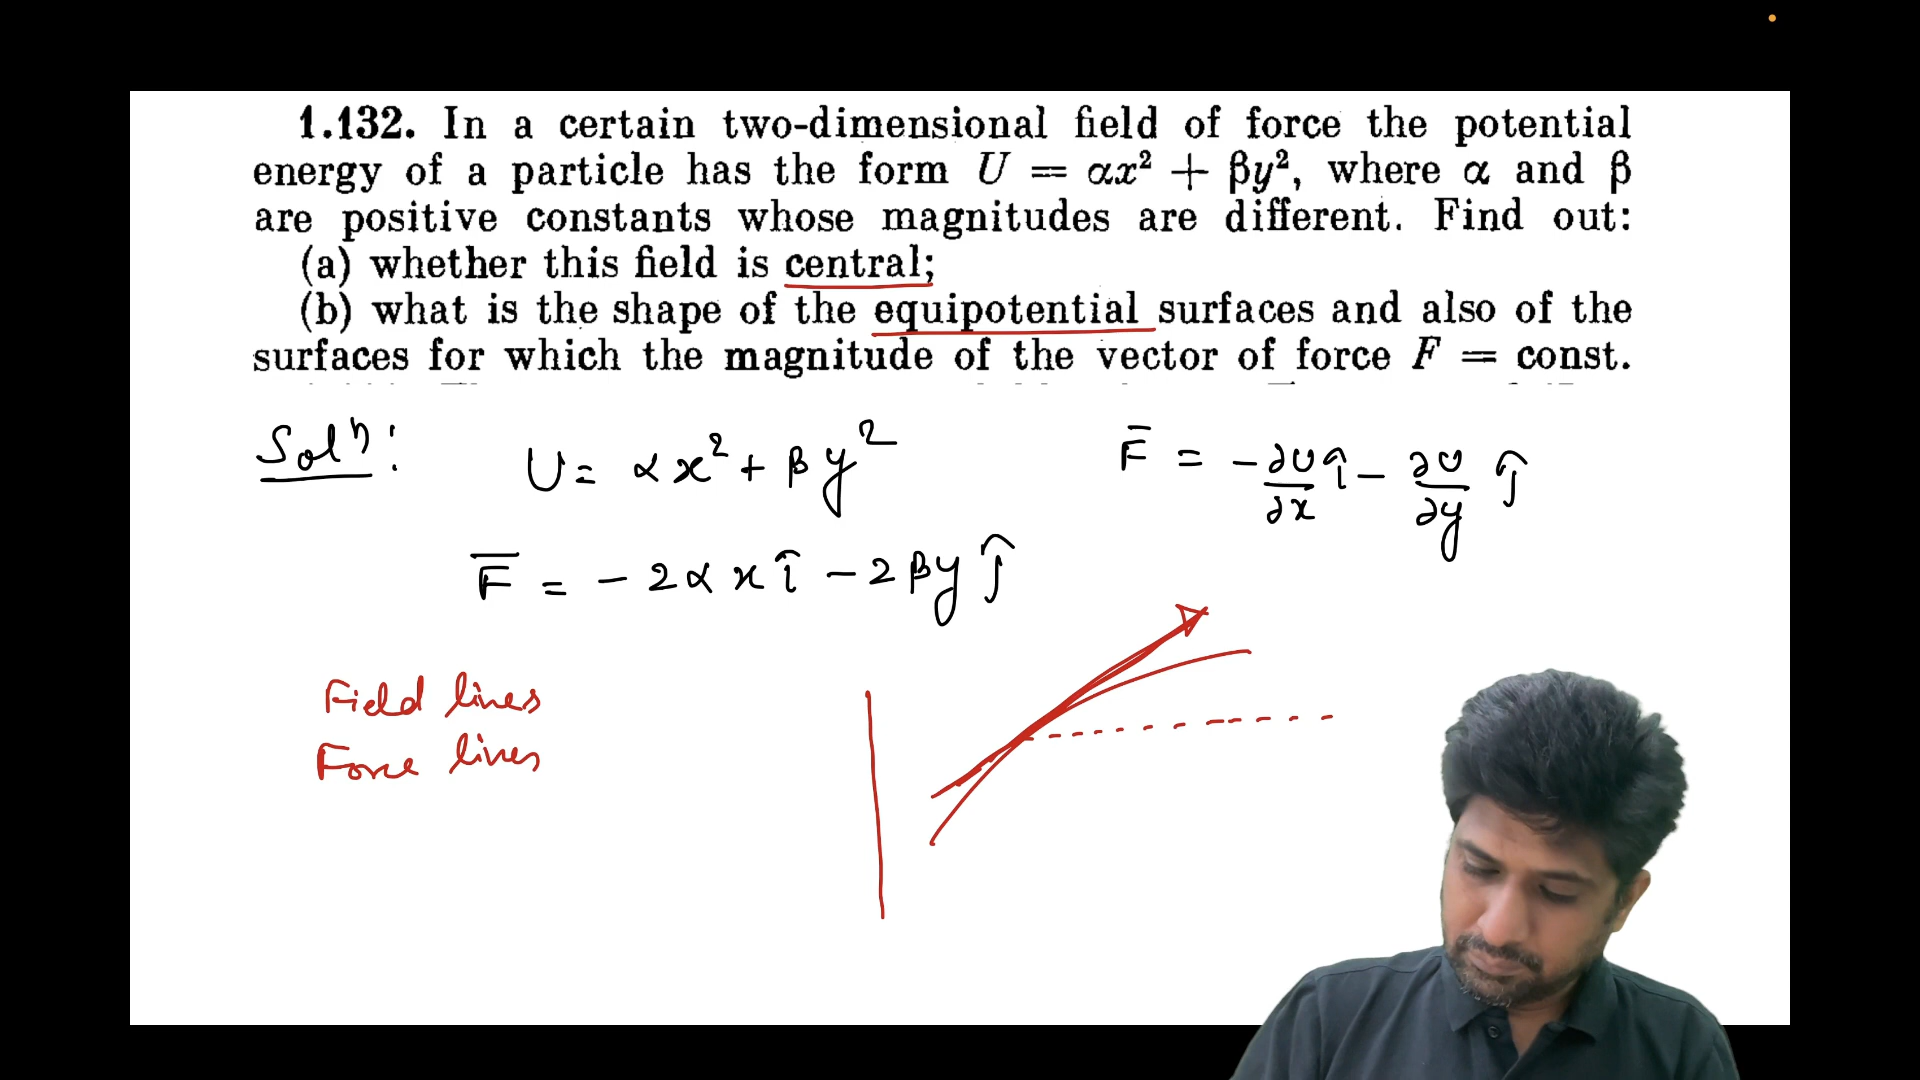 1.132. In a certain two-dimensional field of force the potential
energy of a particle has the form U = αx² + βy², where α and β
are positive constants whose magnitudes are different. Find out:
(a) whether this field is central;
(b) what is the shape of the equipotential surfaces and also of the
surfaces for which the magnitude of the vector of force F = const.
Solⁿ: U = αx² + βy² F̄ = -∂U/∂x î - ∂U/∂y ĵ
F̄ = -2αx î - 2βy ĵ
Field lines
Force lines